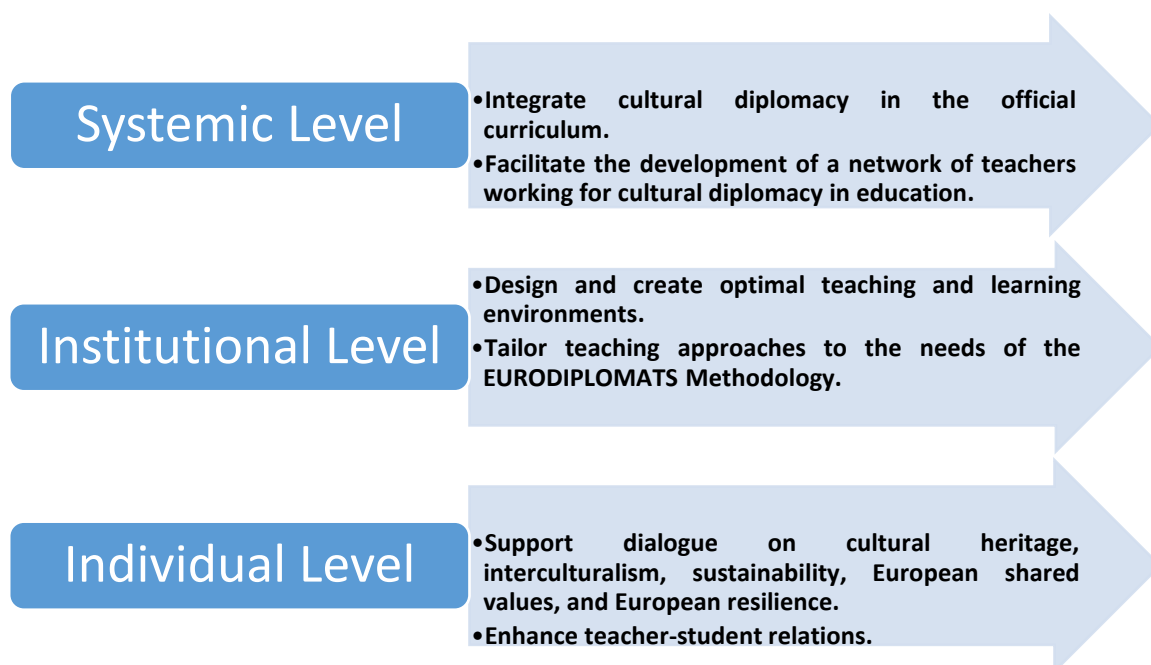 Systemic Level
•Integrate cultural diplomacy in the official
curriculum.
•Facilitate the development of a network of teachers
working for cultural diplomacy in education.
Institutional Level
•Design and create optimal teaching and learning
environments.
•Tailor teaching approaches to the needs of the
EURODIPLOMATS Methodology.
Individual Level
•Support dialogue on cultural heritage,
interculturalism, sustainability, European shared
values, and European resilience.
•Enhance teacher-student relations.